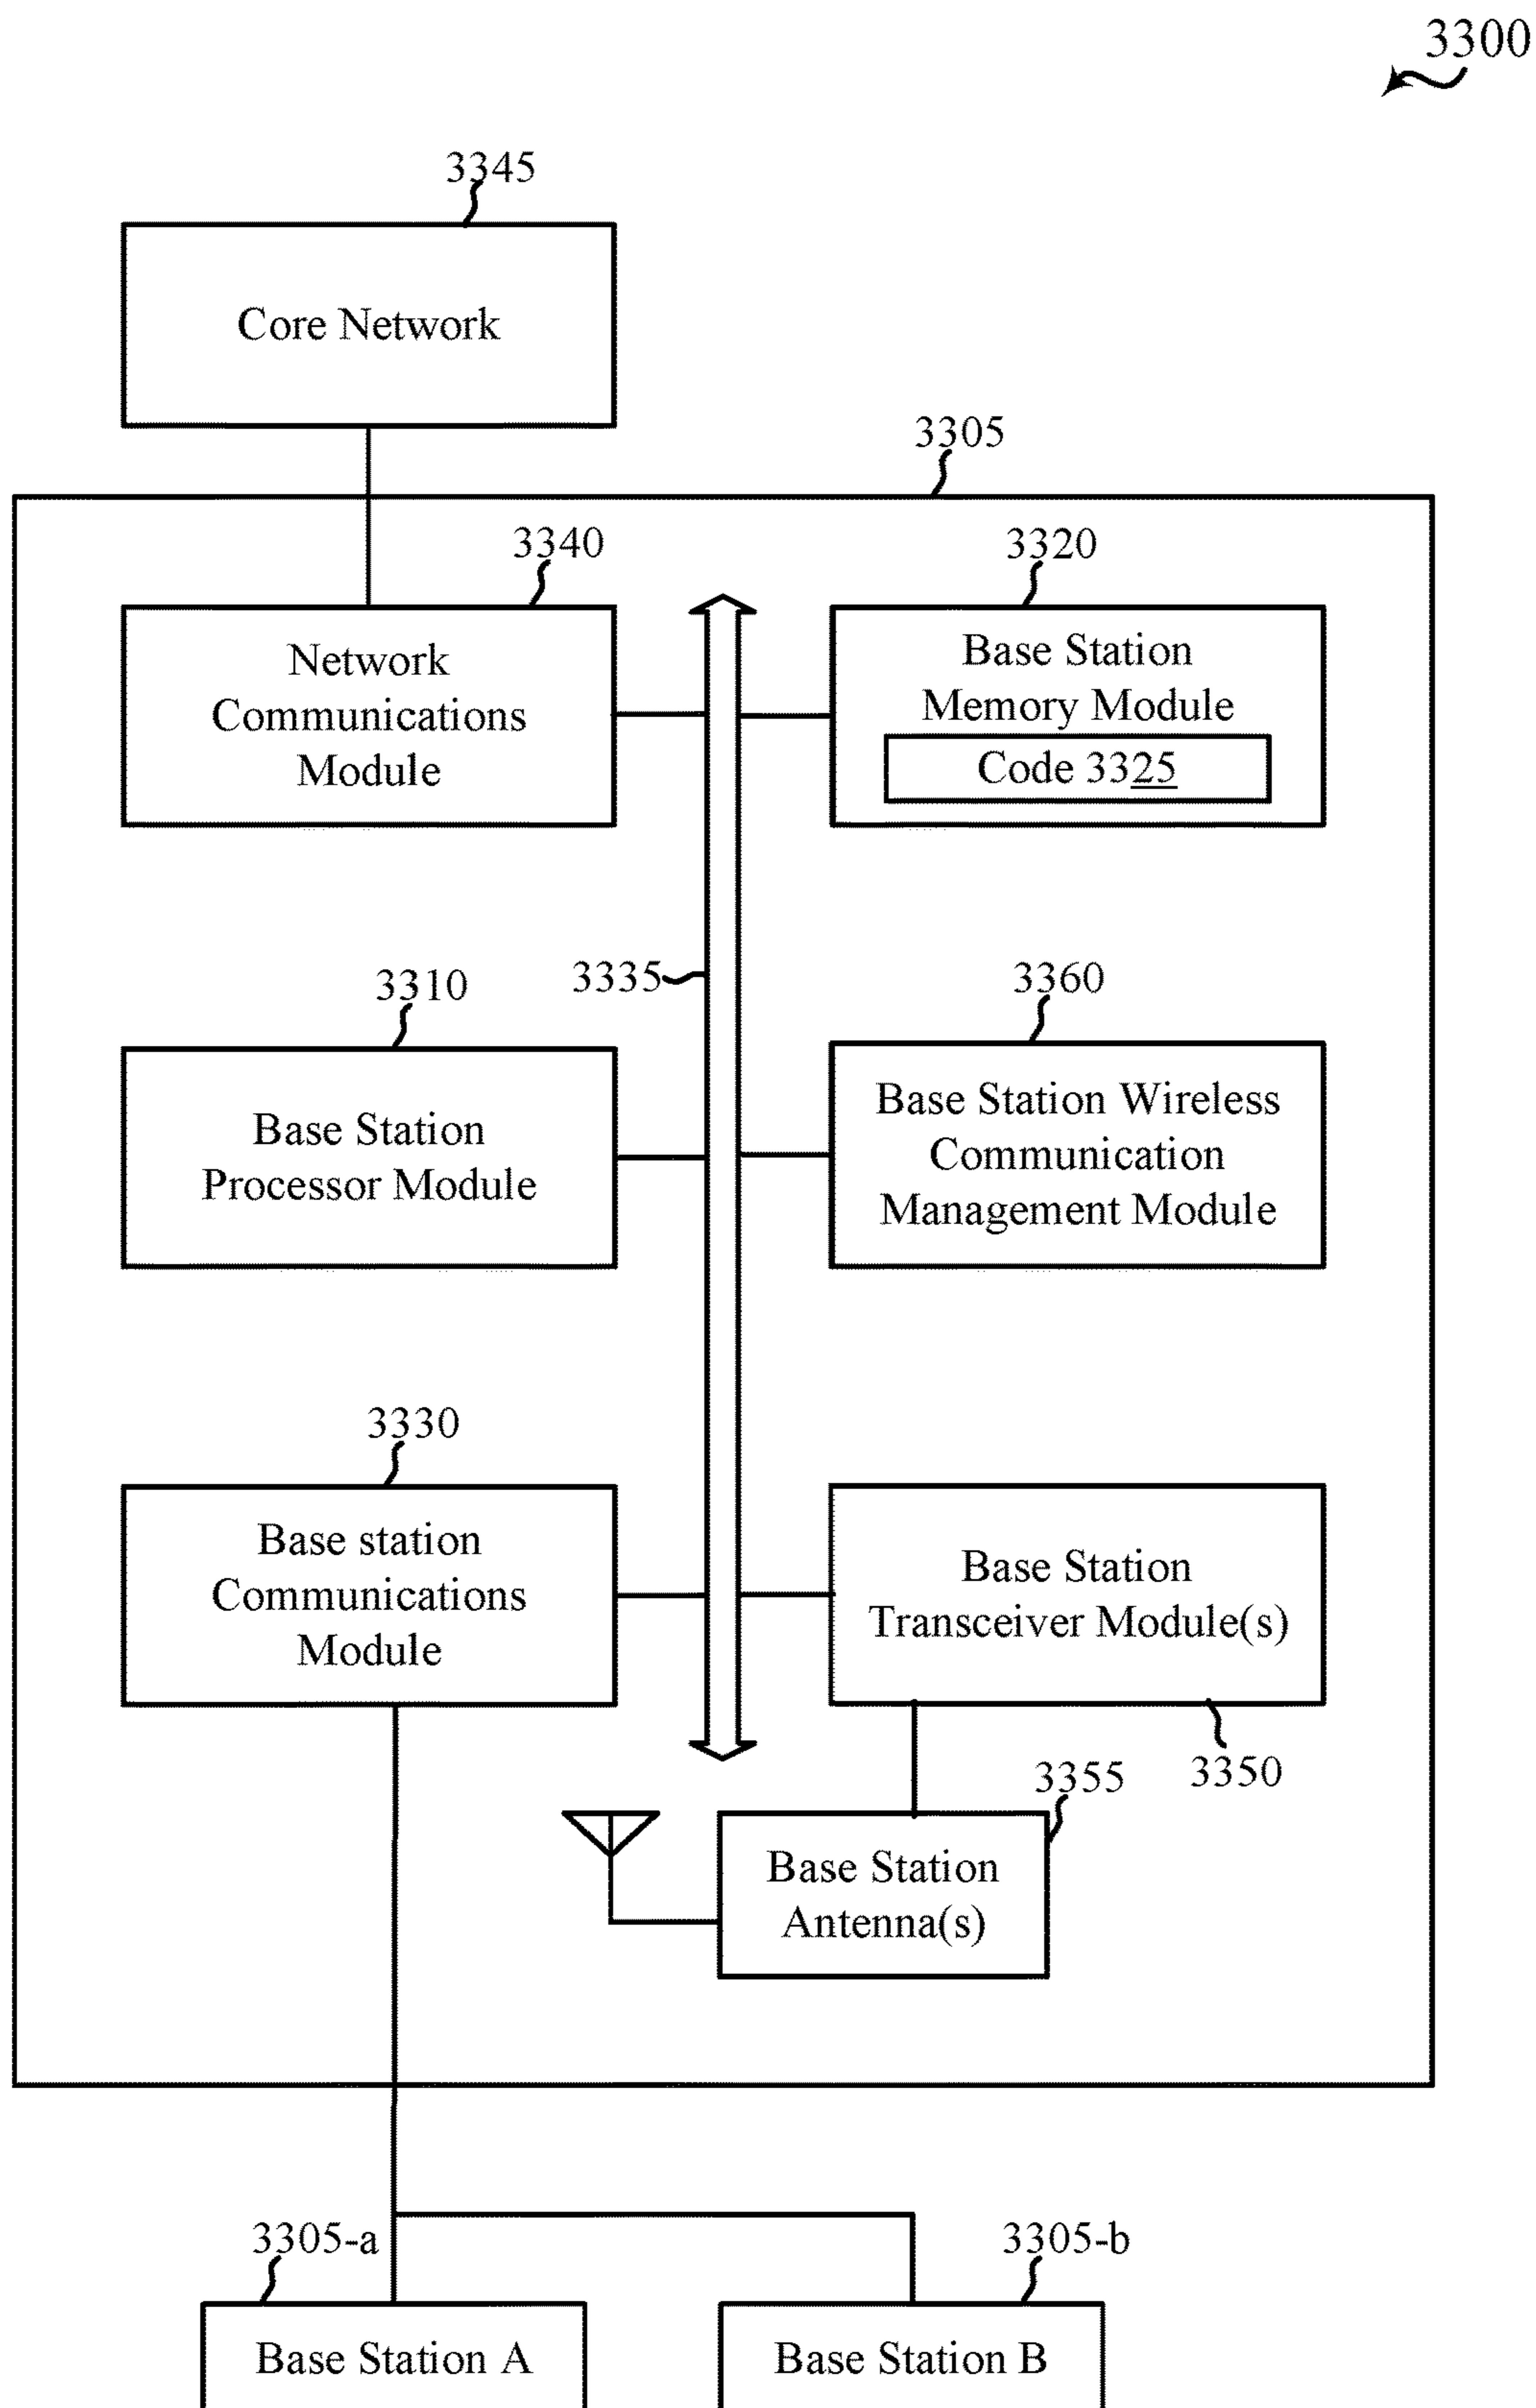 3300
3345
Core Network
3305
3340
3320
Network
Communications
Module
Base Station
Memory Module
Code 3325
3335
3310
3360
Base Station
Processor Module
Base Station Wireless
Communication
Management Module
3330
Base station
Communications
Module
Base Station
Transceiver Module(s)
3350
3355
Base Station
Antenna(s)
3305-a
3305-b
Base Station A
Base Station B